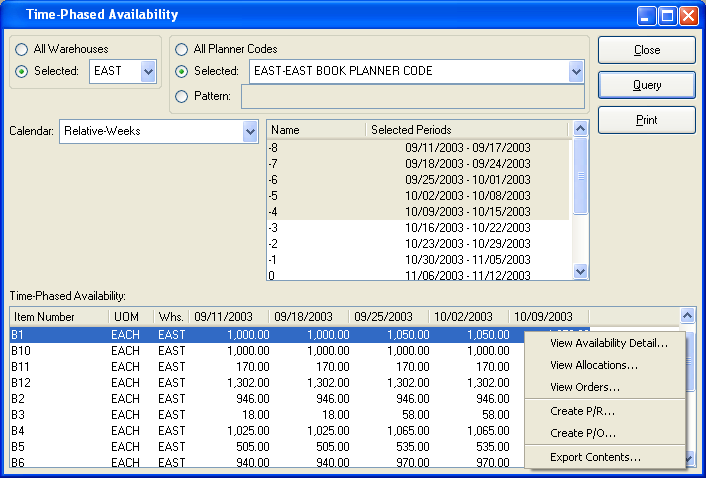 Time-Phased Availability
All Warehouses
Selected: EAST
All Planner Codes
Selected: EAST-EAST BOOK PLANNER CODE
Pattern:
Close
Query
Print
Calendar: Relative-Weeks
Name Selected Periods
-8 09/11/2003 - 09/17/2003
-7 09/18/2003 - 09/24/2003
-6 09/25/2003 - 10/01/2003
-5 10/02/2003 - 10/08/2003
-4 10/09/2003 - 10/15/2003
-3 10/16/2003 - 10/22/2003
-2 10/23/2003 - 10/29/2003
-1 10/30/2003 - 11/05/2003
0 11/06/2003 - 11/12/2003
Time-Phased Availability:
Item Number UOM Whs. 09/11/2003 09/18/2003 09/25/2003 10/02/2003 10/09/2003
B1 EACH EAST 1,000.00 1,000.00 1,050.00 1,050.00
B10 EACH EAST 1,000.00 1,000.00 1,000.00 1,000.00
B11 EACH EAST 170.00 170.00 170.00 170.00
B12 EACH EAST 1,302.00 1,302.00 1,302.00 1,302.00
B2 EACH EAST 946.00 946.00 946.00 946.00
B3 EACH EAST 18.00 18.00 58.00 58.00
B4 EACH EAST 1,025.00 1,025.00 1,065.00 1,065.00
B5 EACH EAST 505.00 505.00 535.00 535.00
B6 EACH EAST 940.00 940.00 970.00 970.00
View Availability Detail...
View Allocations...
View Orders...
Create P/R...
Create P/O...
Export Contents...